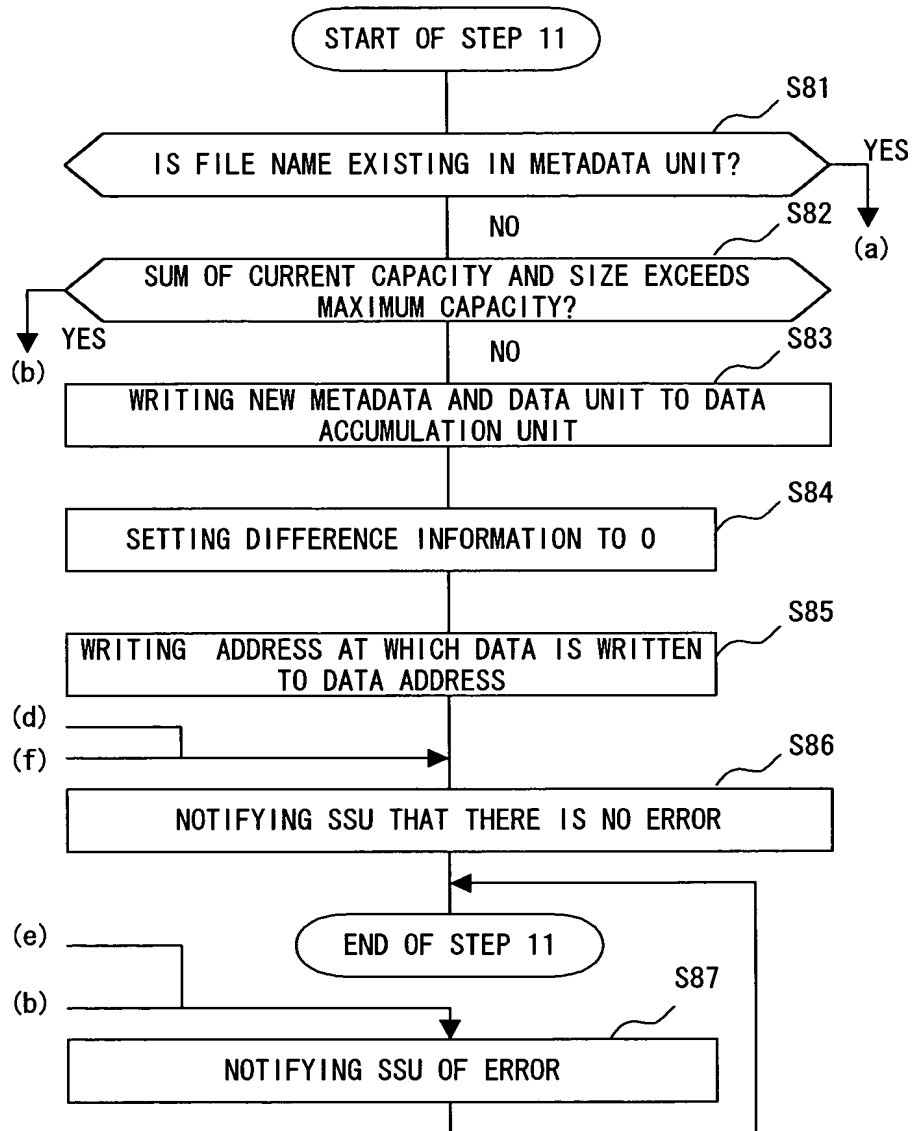 START OF STEP 11
S81
IS FILE NAME EXISTING IN METADATA UNIT?
YES
(a)
NO
S82
SUM OF CURRENT CAPACITY AND SIZE EXCEEDS
MAXIMUM CAPACITY?
YES
(b)
NO
S83
WRITING NEW METADATA AND DATA UNIT TO DATA
ACCUMULATION UNIT
S84
SETTING DIFFERENCE INFORMATION TO 0
S85
WRITING ADDRESS AT WHICH DATA IS WRITTEN
TO DATA ADDRESS
(d)
(f)
S86
NOTIFYING SSU THAT THERE IS NO ERROR
END OF STEP 11
(e)
(b)
S87
NOTIFYING SSU OF ERROR